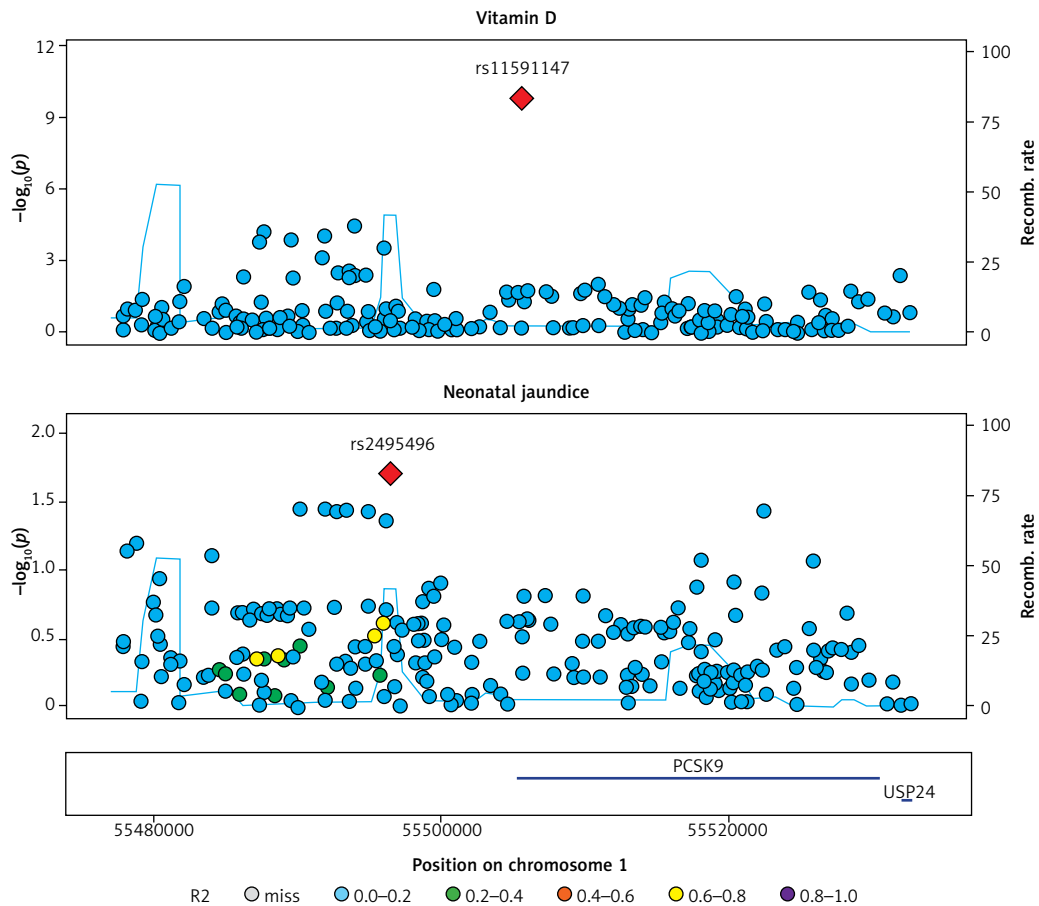 Vitamin D
12
9
6
3
0
–log₁₀(p)
rs11591147
100
75
50
25
0
Recomb. rate
Neonatal jaundice
2.0
1.5
1.0
0.5
0
–log₁₀(p)
rs2495496
100
75
50
25
0
Recomb. rate
PCSK9
USP24
55480000 55500000 55520000
Position on chromosome 1
R2 miss 0.0–0.2 0.2–0.4 0.4–0.6 0.6–0.8 0.8–1.0